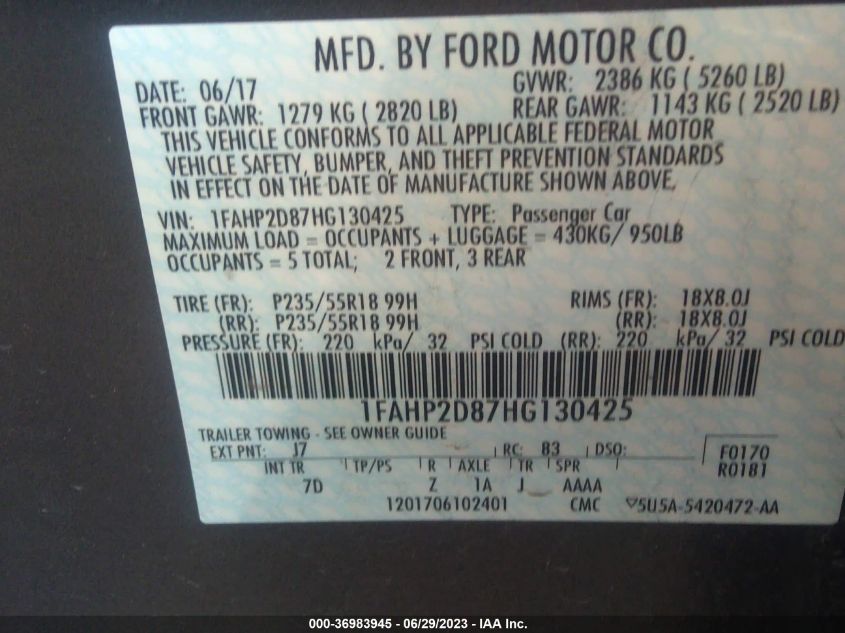 MFD. BY FORD MOTOR CO.
DATE: 06/17 GVWR: 2386 KG ( 5260 LB)
FRONT GAWR: 1279 KG ( 2820 LB) REAR GAWR: 1143 KG ( 2520 LB)
THIS VEHICLE CONFORMS TO ALL APPLICABLE FEDERAL MOTOR
VEHICLE SAFETY, BUMPER, AND THEFT PREVENTION STANDARDS
IN EFFECT ON THE DATE OF MANUFACTURE SHOWN ABOVE.
VIN: 1FAHP2D87HG130425 TYPE: Passenger Car
MAXIMUM LOAD = OCCUPANTS + LUGGAGE = 430KG/ 950LB
OCCUPANTS = 5 TOTAL; 2 FRONT, 3 REAR
TIRE (FR): P235/55R18 99H RIMS (FR): 18X8.0J
(RR): P235/55R18 99H (RR): 18X8.0J
PRESSURE (FR): 220 kPa/ 32 PSI COLD (RR): 220 kPa/ 32 PSI COLD
1FAHP2D87HG130425
TRAILER TOWING - SEE OWNER GUIDE
EXT PNT: J7 RC: 83 DSO: F0170
INT TR TP/PS R AXLE TR SPR R0181
7D Z 1A J AAAA
1201706102401 CMC 5U5A-5420472-AA
000-36983945 - 06/29/2023 - IAA Inc.